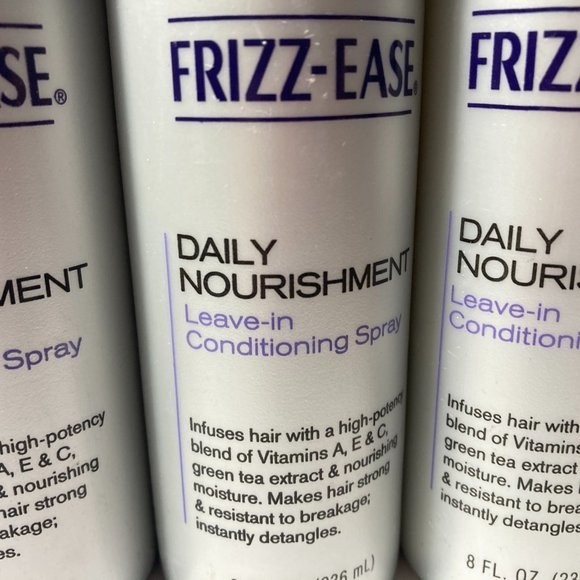 SE®
MENT
Spray
high-potency
A, E & C,
& nourishing
hair strong
akage;
es.
FRIZZ-EASE®
DAILY
NOURISHMENT
Leave-in
Conditioning Spray
Infuses hair with a high-potency
blend of Vitamins A, E & C,
green tea extract & nourishing
moisture. Makes hair strong
& resistant to breakage;
instantly detangles.
mL)
FRIZZ
DAILY
NOURIS
Leave-in
Conditioni
Infuses hair with
blend of Vitamins
green tea extract
moisture. Makes
& resistant to brea
instantly detangles
8 FL. OZ.